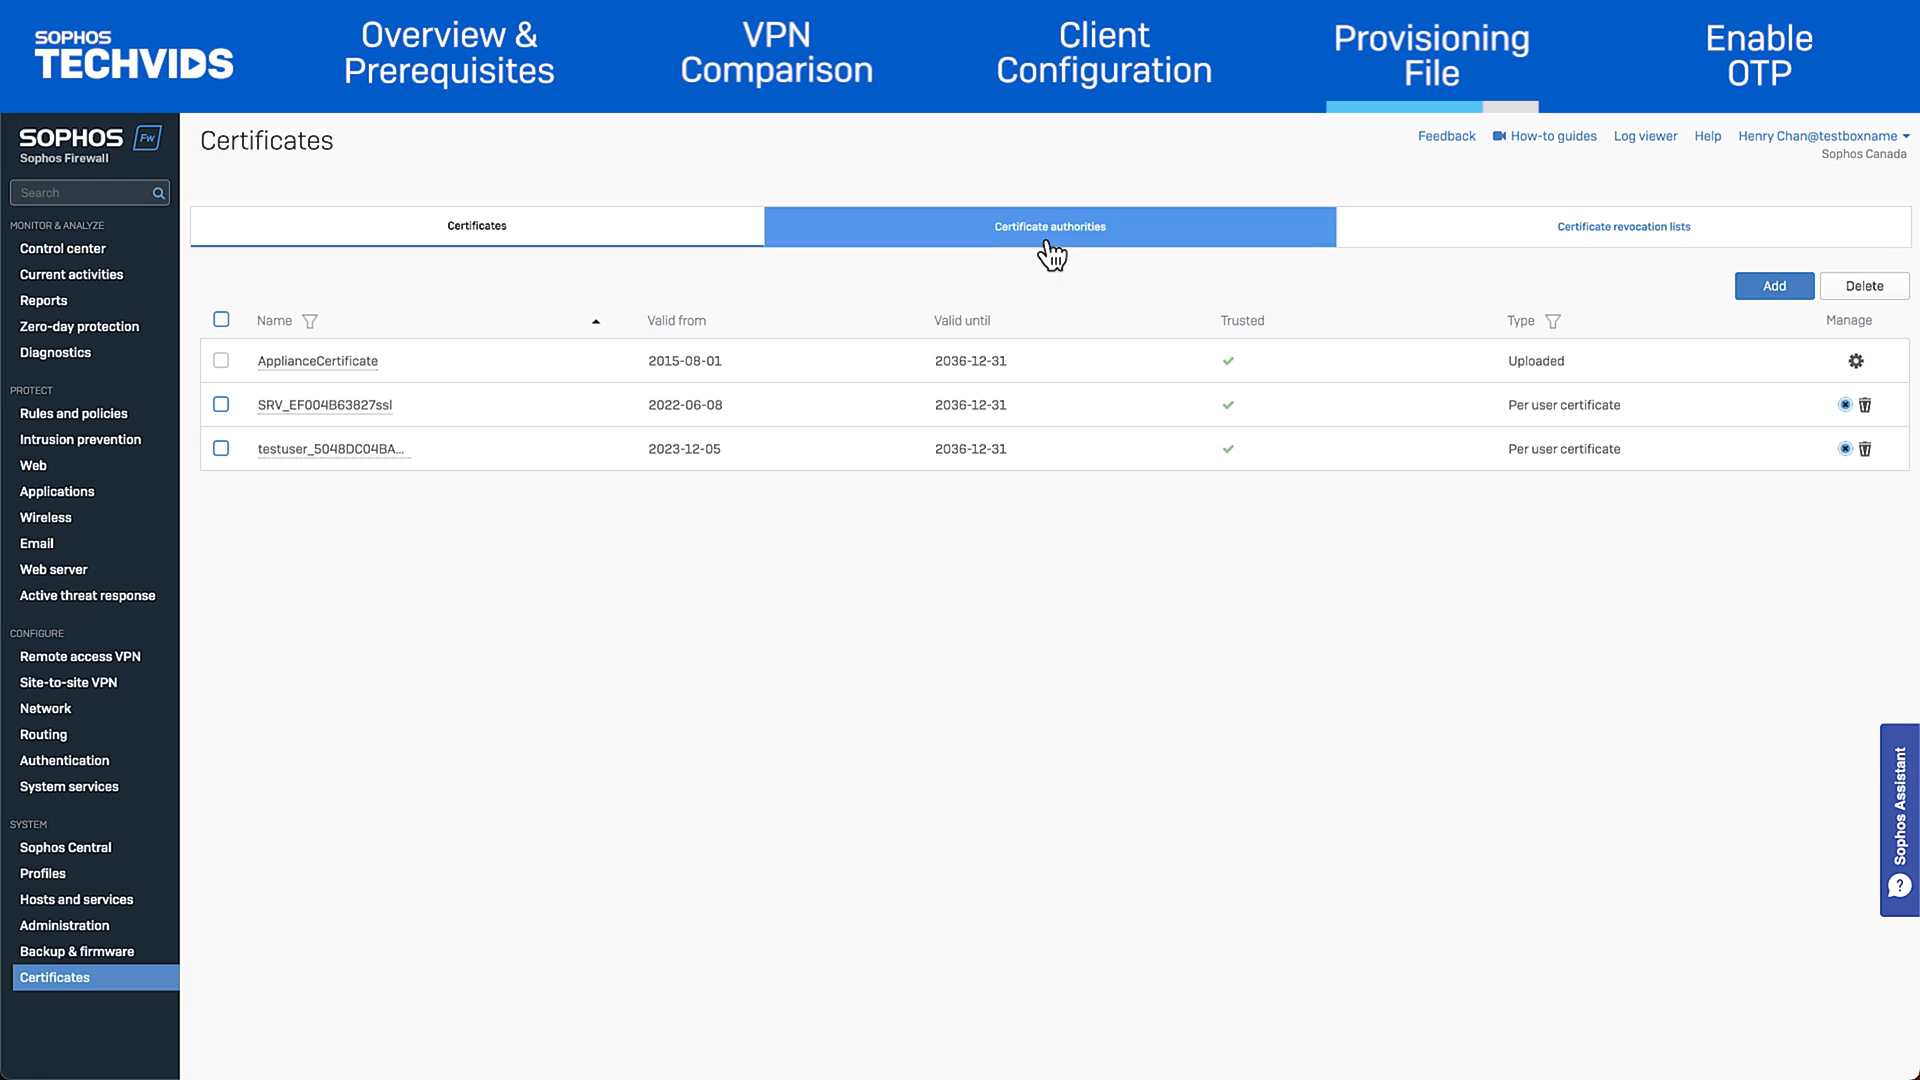 SOPHOS
TECHVIDS
Overview &
Prerequisites
VPN
Comparison
Client
Configuration
Provisioning
File
Enable
OTP
SOPHOS Fw
Sophos Firewall
Search
MONITOR & ANALYZE
Control center
Current activities
Reports
Zero-day protection
Diagnostics
PROTECT
Rules and policies
Intrusion prevention
Web
Applications
Wireless
Email
Web server
Active threat response
CONFIGURE
Remote access VPN
Site-to-site VPN
Network
Routing
Authentication
System services
SYSTEM
Sophos Central
Profiles
Hosts and services
Administration
Backup & firmware
Certificates
Certificates
Feedback How-to guides Log viewer Help Henry Chan@testboxname
Sophos Canada
Certificates Certificate authorities Certificate revocation lists
Add Delete
Name Valid from Valid until Trusted Type Manage
ApplianceCertificate 2015-08-01 2036-12-31 Uploaded
SRV_EF004B63827ssl 2022-06-08 2036-12-31 Per user certificate
testuser_5048DC04BA... 2023-12-05 2036-12-31 Per user certificate
Sophos Assistant
?